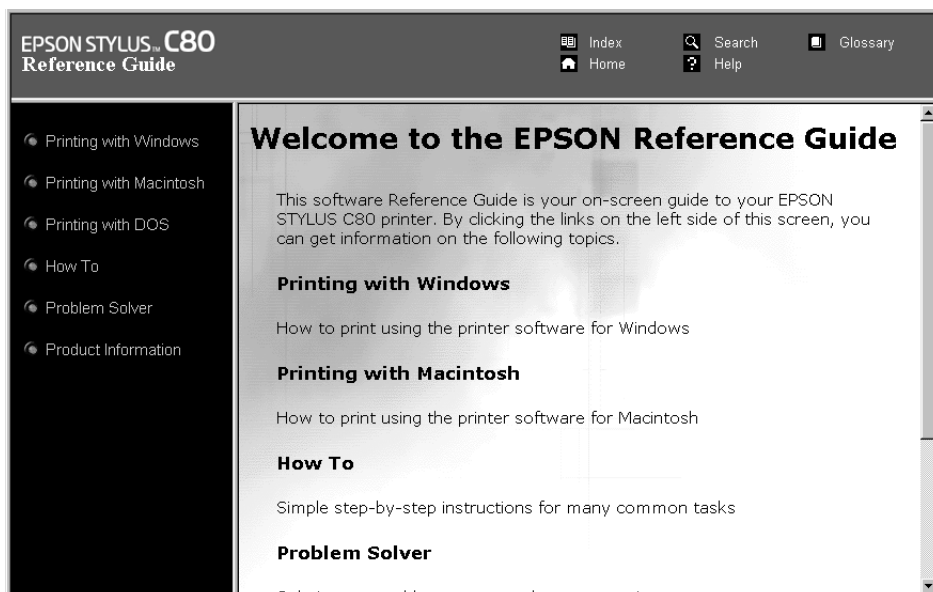 EPSON STYLUS™ C80
Reference Guide
Index
Search
Glossary
Home
Help
Printing with Windows
Printing with Macintosh
Printing with DOS
How To
Problem Solver
Product Information
Welcome to the EPSON Reference Guide
This software Reference Guide is your on-screen guide to your EPSON
STYLUS C80 printer. By clicking the links on the left side of this screen, you
can get information on the following topics.
Printing with Windows
How to print using the printer software for Windows
Printing with Macintosh
How to print using the printer software for Macintosh
How To
Simple step-by-step instructions for many common tasks
Problem Solver